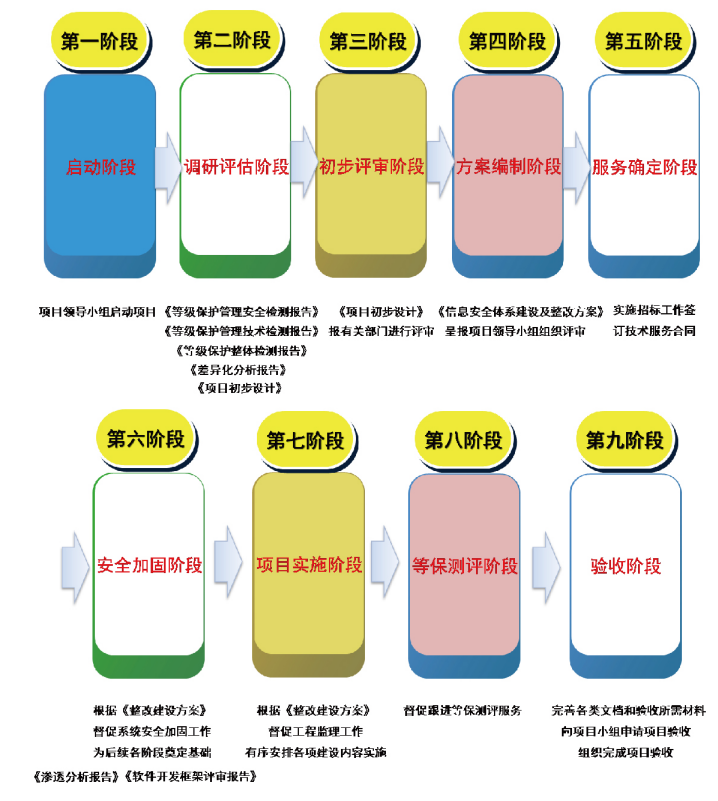 第一阶段
第二阶段
第三阶段
第四阶段
第五阶段
启动阶段
调研评估阶段
初步评审阶段
方案编制阶段
服务确定阶段
项目领导小组启动项目
《等级保护管理安全检测报告》
《等级保护管理技术检测报告》
《等级保护整体检测报告》
《差异化分析报告》
《项目初步设计》
《项目初步设计》
报有关部门进行评审
《信息安全体系建设及整改方案》
呈报项目领导小组组织评审
实施招标工作签
订技术服务合同
第六阶段
第七阶段
第八阶段
第九阶段
安全加固阶段
项目实施阶段
等保测评阶段
验收阶段
根据《整改建设方案》
督促系统安全加固工作
为后续各阶段奠定基础
《渗透分析报告》《软件开发框架评审报告》
根据《整改建设方案》
督促工程监理工作
有序安排各项建设内容实施
督促跟进等保测评服务
完善各类文档和验收所需材料
向项目小组申请项目验收
组织完成项目验收